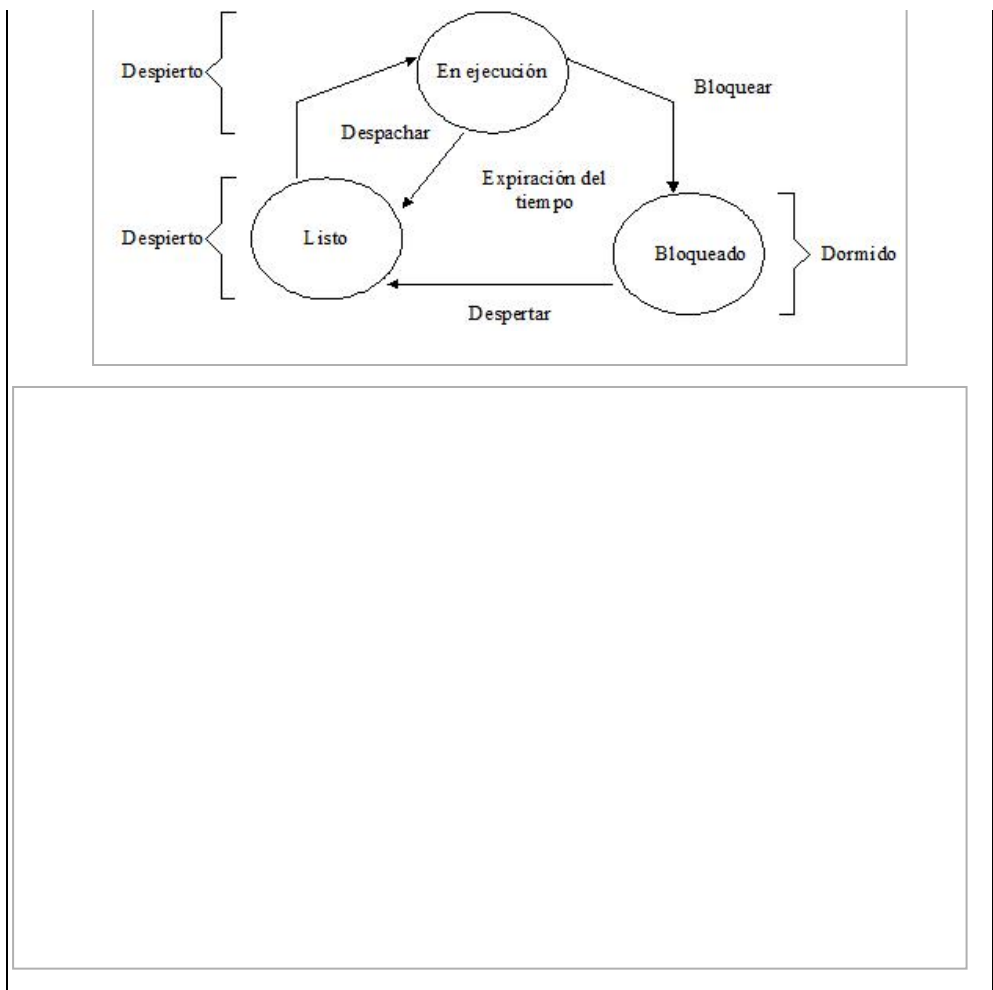 Despierto
En ejecución
Bloquear
Despachar
Expiración del
tiempo
Despierto
Listo
Bloqueado
Dormido
Despertar